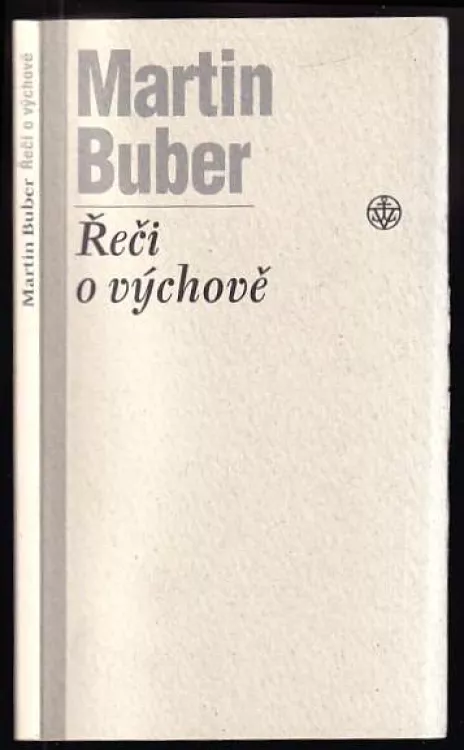 Martin
Buber
Řeči
o výchově
Martin Buber Řeči o výchově